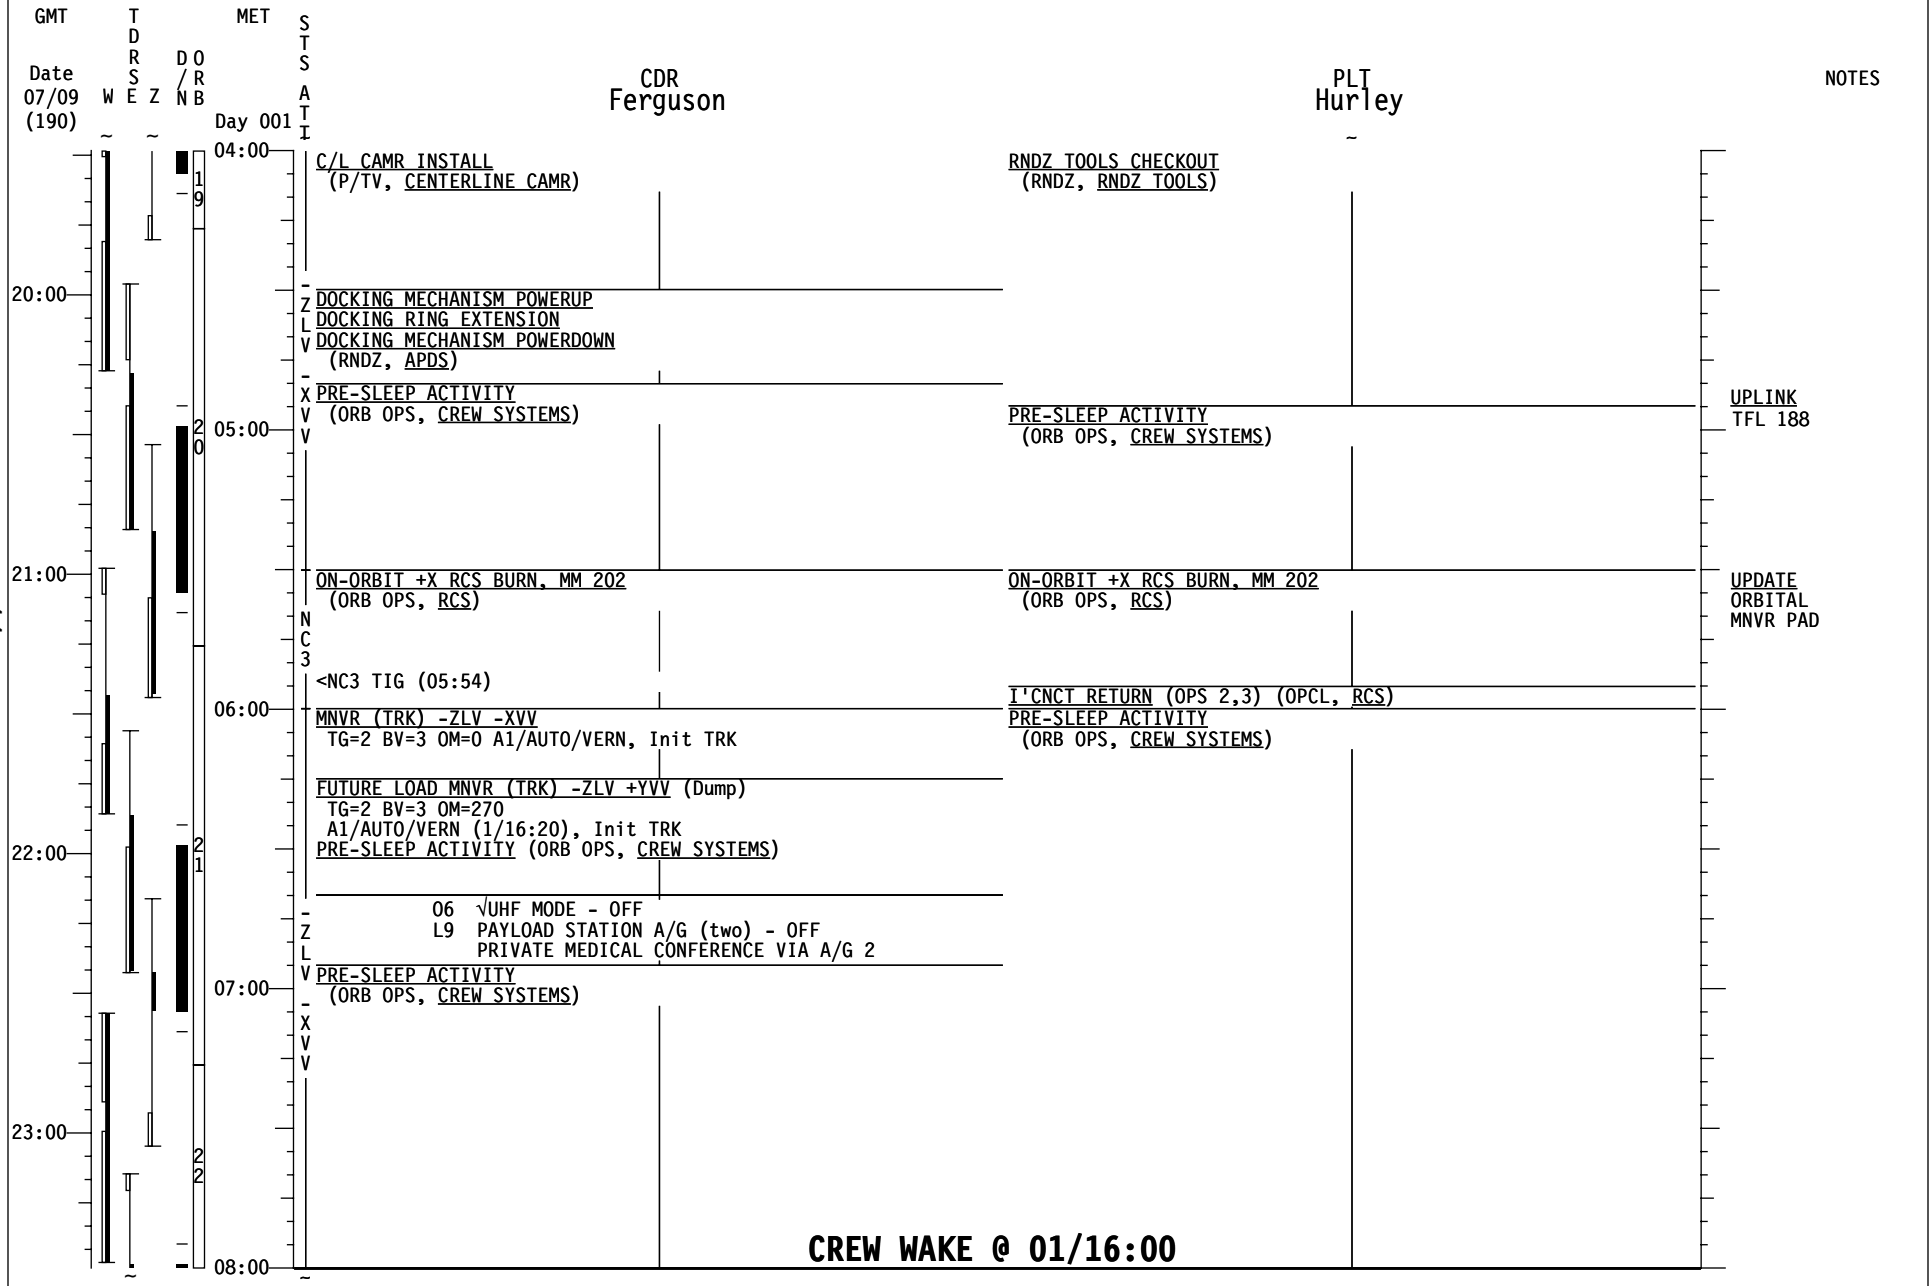 GMT
Date
07/09
(190)
TDRS
W E Z
D/N
ORB
MET
Day 001
STS ATT
CDR
Ferguson
PLT
Hurley
NOTES
~ ~ ~ ~
04:00
C/L CAMR INSTALL
(P/TV, CENTERLINE CAMR)
RNDZ TOOLS CHECKOUT
(RNDZ, RNDZ TOOLS)
19
20:00
-ZLV
DOCKING MECHANISM POWERUP
DOCKING RING EXTENSION
DOCKING MECHANISM POWERDOWN
(RNDZ, APDS)
-XVV
PRE-SLEEP ACTIVITY
(ORB OPS, CREW SYSTEMS)
PRE-SLEEP ACTIVITY
(ORB OPS, CREW SYSTEMS)
UPLINK
TFL 188
20
05:00
21:00
ON-ORBIT +X RCS BURN, MM 202
(ORB OPS, RCS)
ON-ORBIT +X RCS BURN, MM 202
(ORB OPS, RCS)
UPDATE
ORBITAL
MNVR PAD
NC3
<NC3 TIG (05:54)
I'CNCT RETURN (OPS 2,3) (OPCL, RCS)
06:00
MNVR (TRK) -ZLV -XVV
TG=2 BV=3 OM=0 A1/AUTO/VERN, Init TRK
PRE-SLEEP ACTIVITY
(ORB OPS, CREW SYSTEMS)
FUTURE LOAD MNVR (TRK) -ZLV +YVV (Dump)
TG=2 BV=3 OM=270
A1/AUTO/VERN (1/16:20), Init TRK
PRE-SLEEP ACTIVITY (ORB OPS, CREW SYSTEMS)
21
22:00
O6 √UHF MODE - OFF
L9 PAYLOAD STATION A/G (two) - OFF
PRIVATE MEDICAL CONFERENCE VIA A/G 2
-ZLV
PRE-SLEEP ACTIVITY
(ORB OPS, CREW SYSTEMS)
07:00
-XVV
23:00
22
08:00
CREW WAKE @ 01/16:00
~ ~